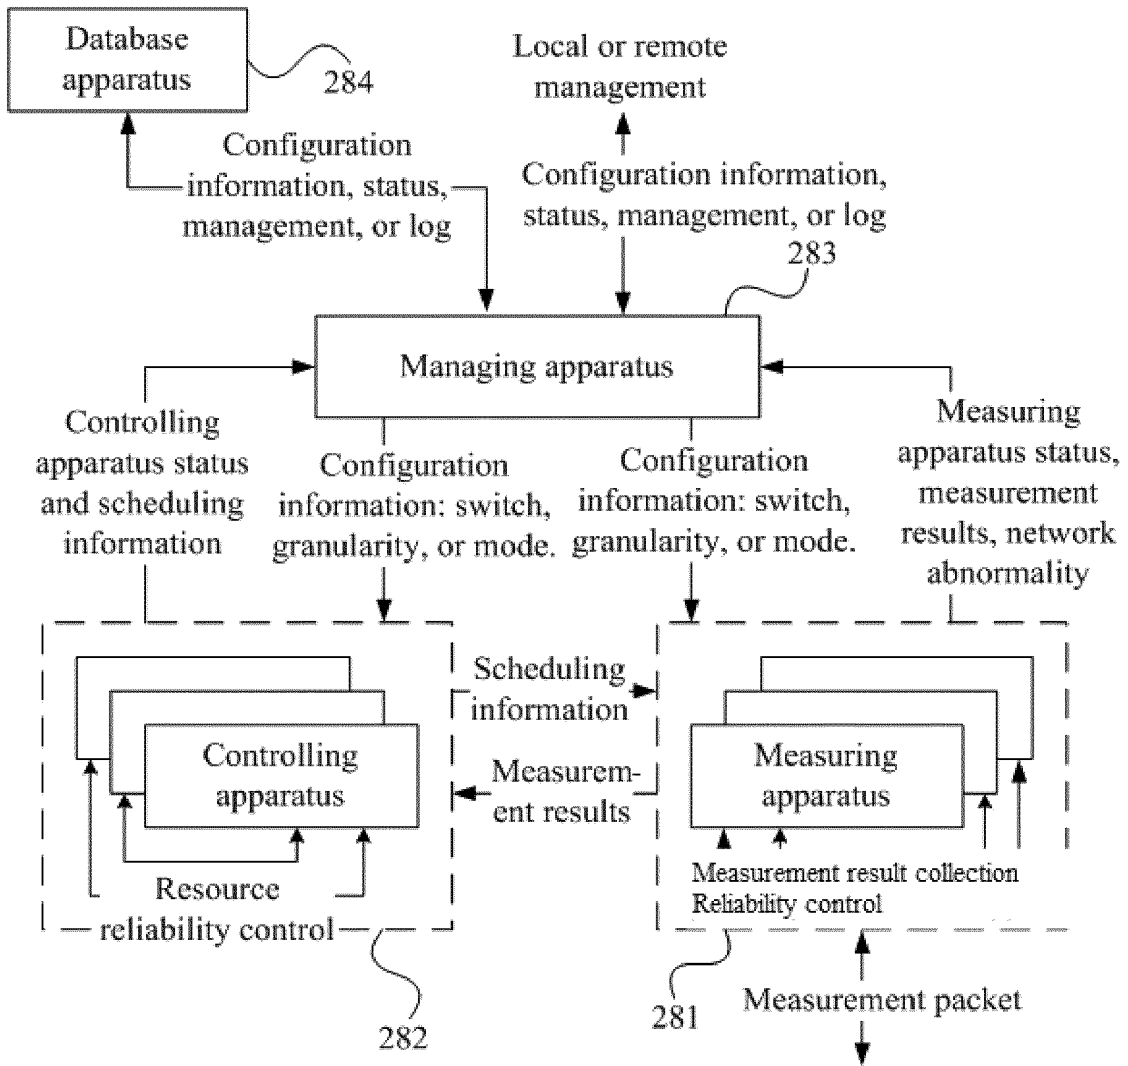 Database
apparatus
284
Local or remote
management
Configuration
information, status,
management, or log
Configuration information,
status, management, or log
283
Managing apparatus
Controlling
apparatus status
and scheduling
information
Configuration
information: switch,
granularity, or mode.
Configuration
information: switch,
granularity, or mode.
Measuring
apparatus status,
measurement
results, network
abnormality
Scheduling
information
Controlling
apparatus
Measurem-
ent results
Measuring
apparatus
Resource
reliability control
Measurement result collection
Reliability control
282
281
Measurement packet